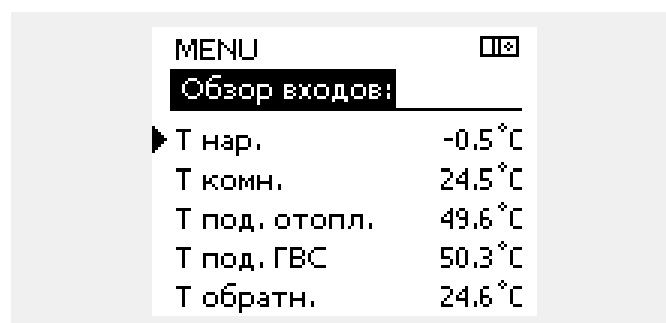 MENU
Обзор входов:
Т нар. -0.5°C
Т комн. 24.5°C
Т под. отопл. 49.6°C
Т под. ГВС 50.3°C
Т обратн. 24.6°C